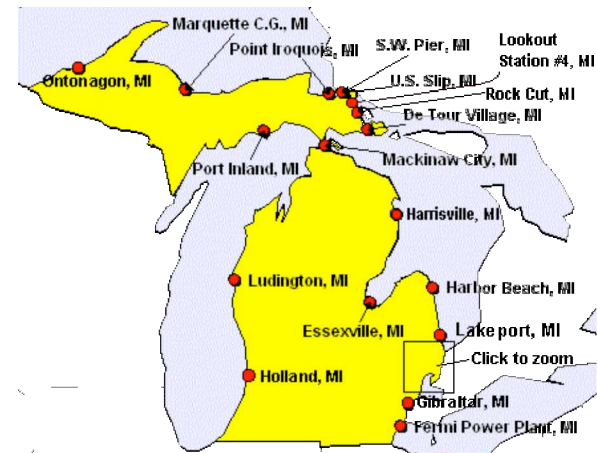 Marquette C.G., MI
Point Iroquois, MI
S.W. Pier, MI
Lookout
Station #4, MI
Ontonagon, MI
U.S. Slip, MI
Rock Cut, MI
De Tour Village, MI
Port Inland, MI
Mackinaw City, MI
Harrisville, MI
Ludington, MI
Harbor Beach, MI
Essexville, MI
Lakeport, MI
Click to zoom
Holland, MI
Gibraltar, MI
Fermi Power Plant, MI